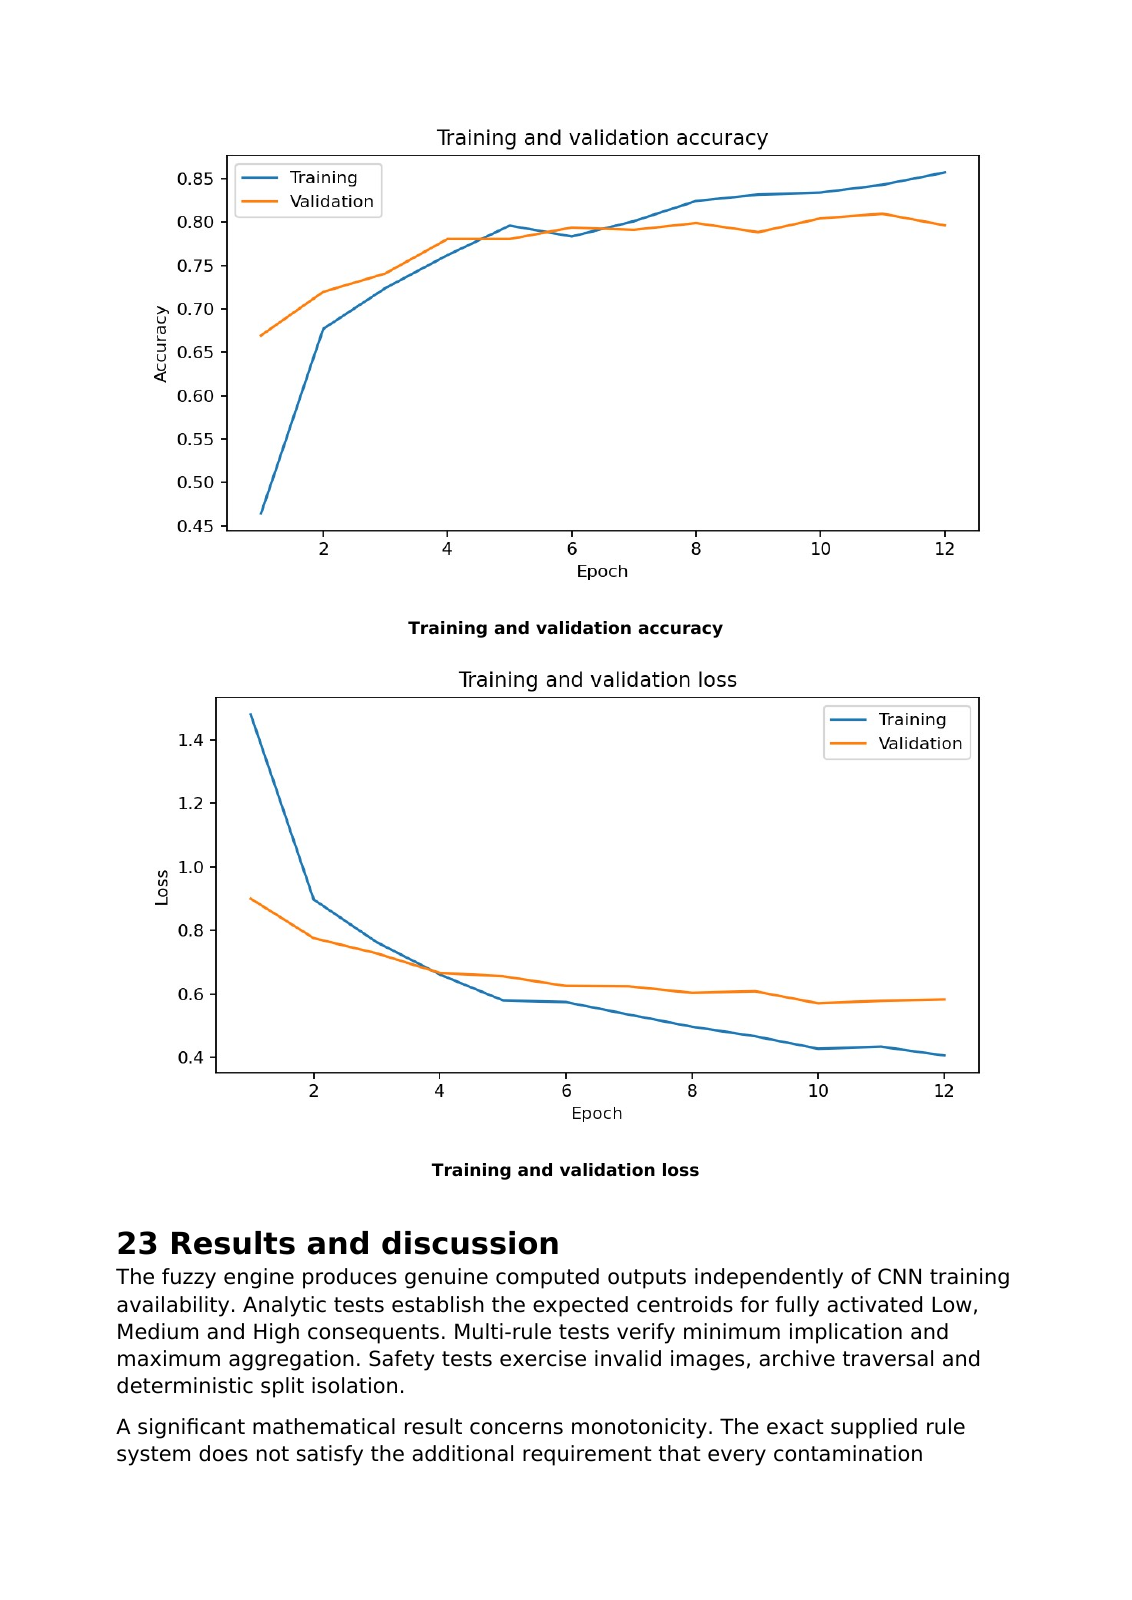 Training and validation accuracy
Training
Validation
0.85
0.80
0.75
0.70
0.65
0.60
0.55
0.50
0.45
Accuracy
2 4 6 8 10 12
Epoch
Training and validation accuracy
Training and validation loss
Training
Validation
1.4
1.2
1.0
0.8
0.6
0.4
Loss
2 4 6 8 10 12
Epoch
Training and validation loss
23 Results and discussion
The fuzzy engine produces genuine computed outputs independently of CNN training
availability. Analytic tests establish the expected centroids for fully activated Low,
Medium and High consequents. Multi-rule tests verify minimum implication and
maximum aggregation. Safety tests exercise invalid images, archive traversal and
deterministic split isolation.
A significant mathematical result concerns monotonicity. The exact supplied rule
system does not satisfy the additional requirement that every contamination